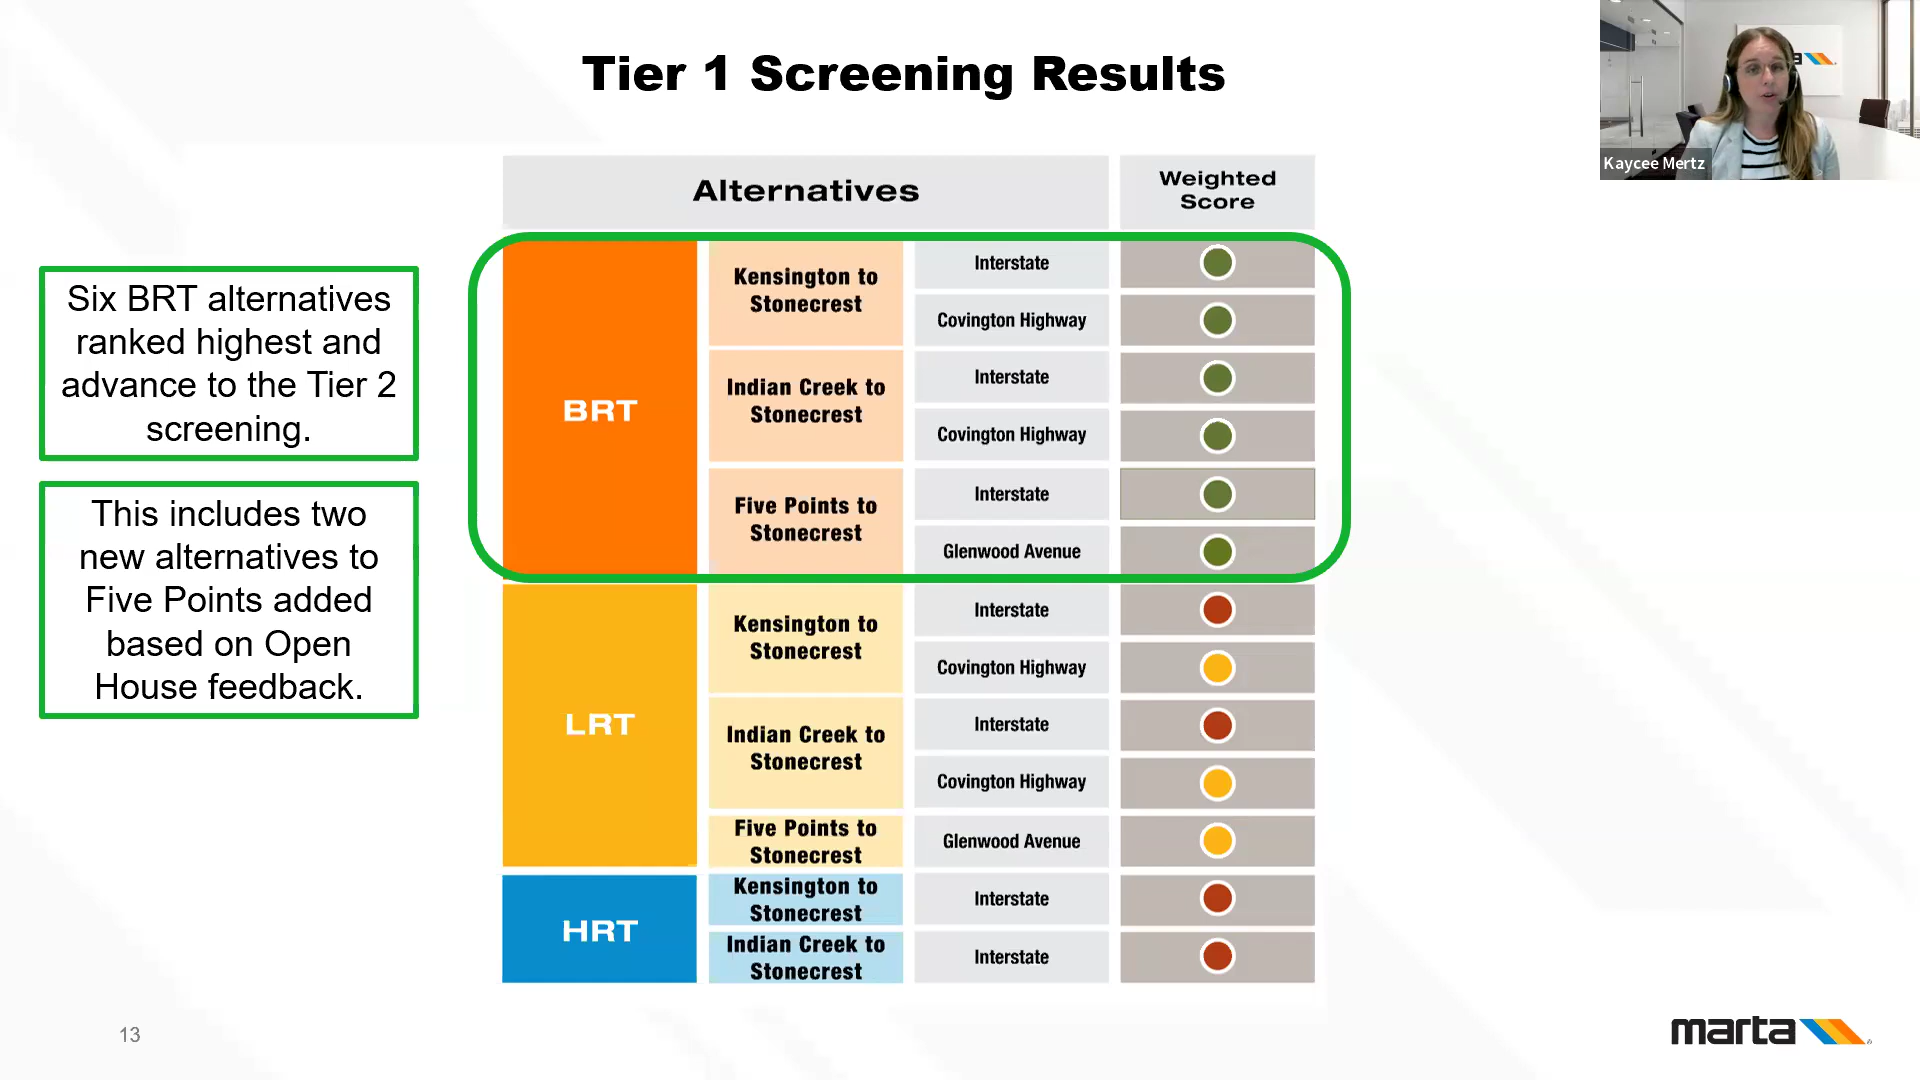 Tier 1 Screening Results
Kaycee Mertz
Six BRT alternatives
ranked highest and
advance to the Tier 2
screening.
This includes two
new alternatives to
Five Points added
based on Open
House feedback.
Alternatives
Weighted
Score
BRT
Kensington to
Stonecrest
Interstate
Covington Highway
Indian Creek to
Stonecrest
Interstate
Covington Highway
Five Points to
Stonecrest
Interstate
Glenwood Avenue
LRT
Kensington to
Stonecrest
Interstate
Covington Highway
Indian Creek to
Stonecrest
Interstate
Covington Highway
Five Points to
Stonecrest
Glenwood Avenue
HRT
Kensington to
Stonecrest
Interstate
Indian Creek to
Stonecrest
Interstate
13
marta